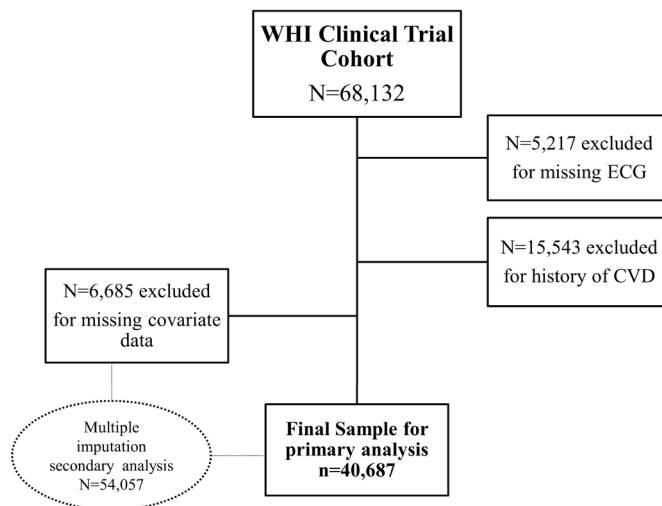 WHI Clinical Trial
Cohort
N=68,132
N=5,217 excluded
for missing ECG
N=15,543 excluded
for history of CVD
N=6,685 excluded
for missing covariate
data
Multiple
imputation
secondary analysis
N=54,057
Final Sample for
primary analysis
n=40,687